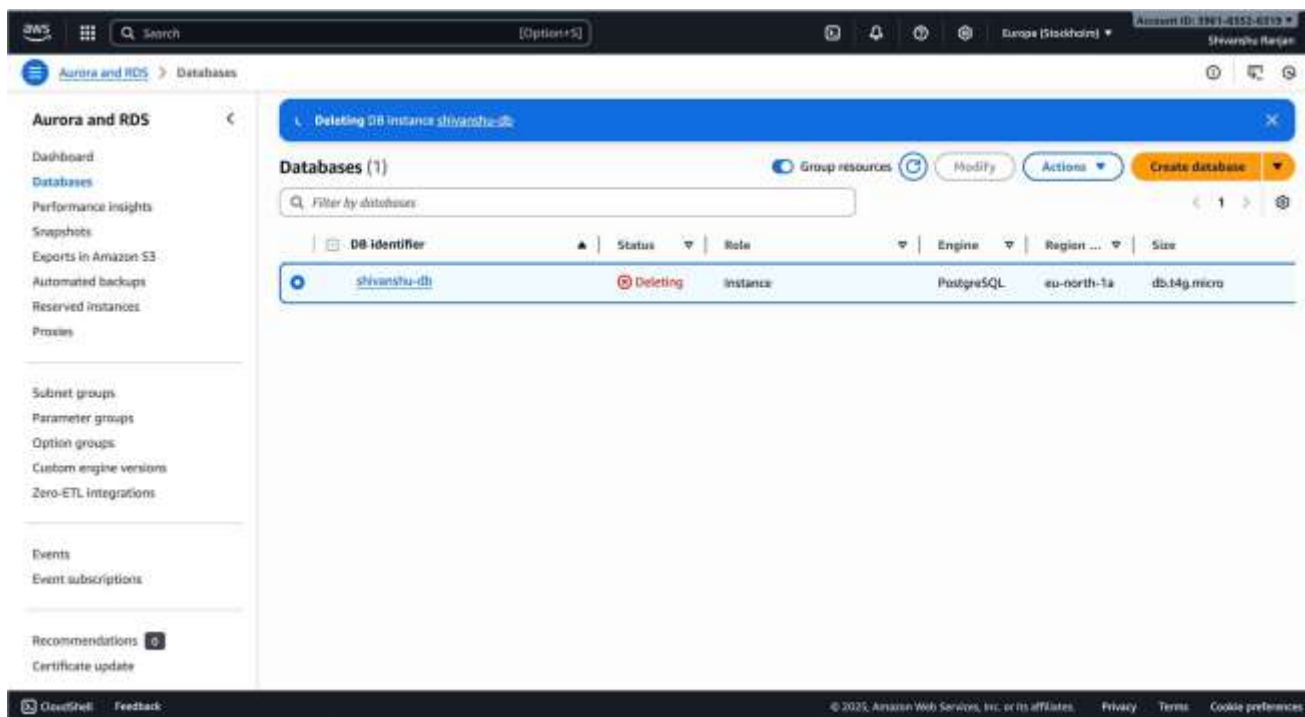 aws
Search
[Option+S]
Europe (Stockholm)
Shivanshu Ranjan
Aurora and RDS > Databases
Aurora and RDS
Dashboard
Databases
Performance insights
Snapshots
Exports in Amazon S3
Automated backups
Reserved instances
Proxies
Subnet groups
Parameter groups
Option groups
Custom engine versions
Zero-ETL integrations
Events
Event subscriptions
Recommendations 0
Certificate update
Deleting DB instance shivanshu-db
Databases (1)
Group resources
Modify
Actions
Create database
Filter by databases
1
DB identifier
Status
Role
Engine
Region ...
Size
shivanshu-db
Deleting
Instance
PostgreSQL
eu-north-1a
db.t4g.micro
CloudShell
Feedback
© 2025, Amazon Web Services, Inc. or its affiliates.
Privacy
Terms
Cookie preferences